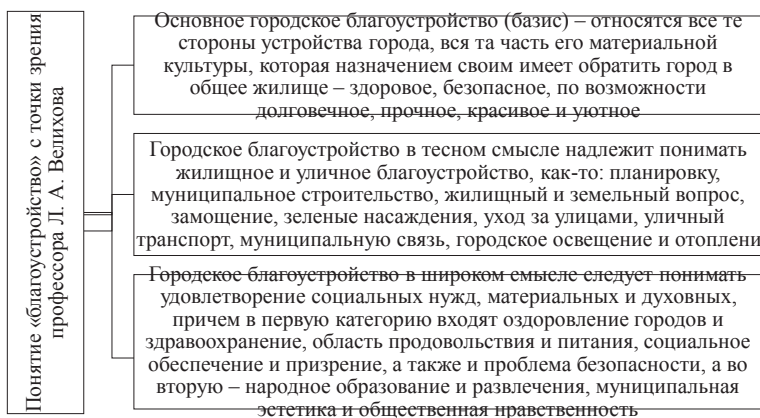 Понятие «благоустройство» с точки зрения
профессора Л. А. Велихова
Основное городское благоустройство (базис) – относятся все те
стороны устройства города, вся та часть его материальной
культуры, которая назначением своим имеет обратить город в
общее жилище – здоровое, безопасное, по возможности
долговечное, прочное, красивое и уютное
Городское благоустройство в тесном смысле надлежит понимать
жилищное и уличное благоустройство, как-то: планировку,
муниципальное строительство, жилищный и земельный вопрос,
замощение, зеленые насаждения, уход за улицами, уличный
транспорт, муниципальную связь, городское освещение и отоплени
Городское благоустройство в широком смысле следует понимать
удовлетворение социальных нужд, материальных и духовных,
причем в первую категорию входят оздоровление городов и
здравоохранение, область продовольствия и питания, социальное
обеспечение и призрение, а также и проблема безопасности, а во
вторую – народное образование и развлечения, муниципальная
эстетика и общественная нравственность